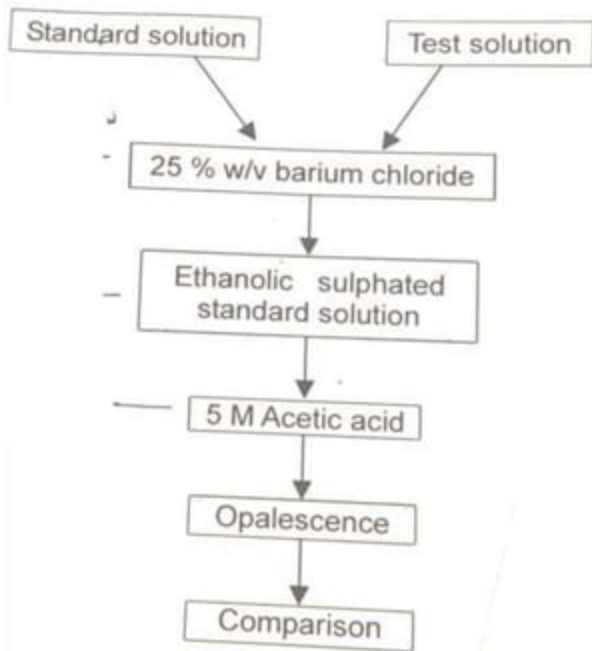 Standard solution
Test solution
25 % w/v barium chloride
Ethanolic sulphated
standard solution
5 M Acetic acid
Opalescence
Comparison